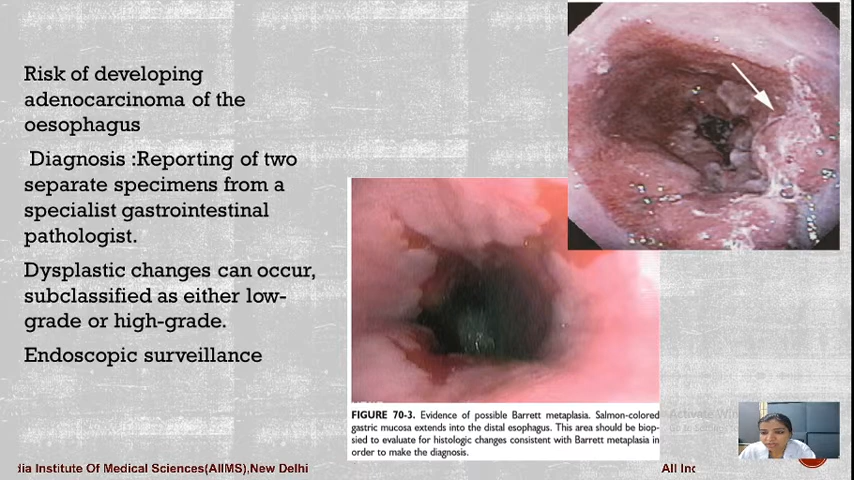 Risk of developing
adenocarcinoma of the
oesophagus
Diagnosis :Reporting of two
separate specimens from a
specialist gastrointestinal
pathologist.
Dysplastic changes can occur,
subclassified as either low-
grade or high-grade.
Endoscopic surveillance
FIGURE 70-3. Evidence of possible Barrett metaplasia. Salmon-colored
gastric mucosa extends into the distal esophagus. This area should be biop-
sied to evaluate for histologic changes consistent with Barrett metaplasia in
order to make the diagnosis.
Activate Win
dia Institute Of Medical Sciences(AIIMS),New Delhi
All Inc